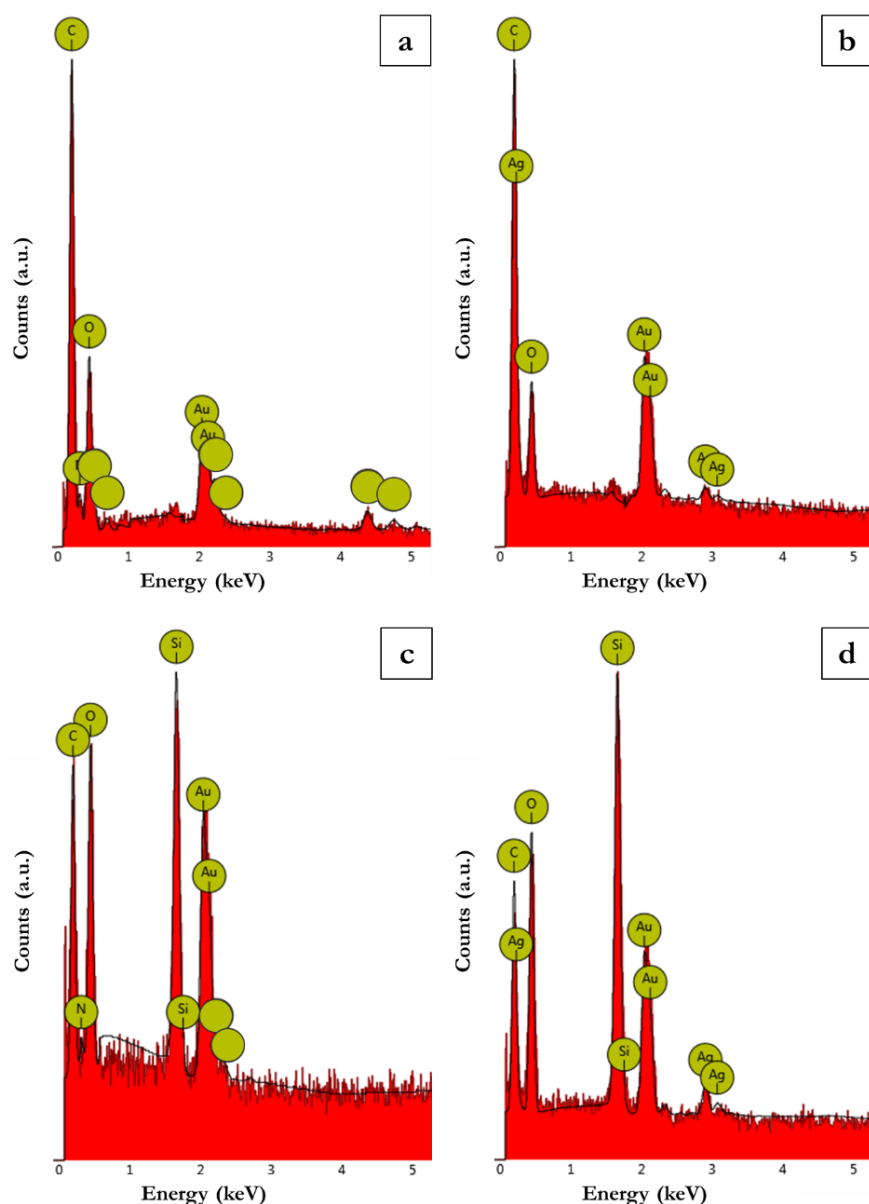 a
C
O
Au
Au
Counts (a.u.)
0 1 2 3 4 5
Energy (keV)
b
C
Ag
O
Au
Au
Ag
Counts (a.u.)
0 1 2 3 4 5
Energy (keV)
c
Si
O
C
Au
Au
N
Si
Counts (a.u.)
0 1 2 3 4 5
Energy (keV)
d
Si
O
C
Au
Ag
Au
Si
Ag
Ag
Counts (a.u.)
0 1 2 3 4 5
Energy (keV)